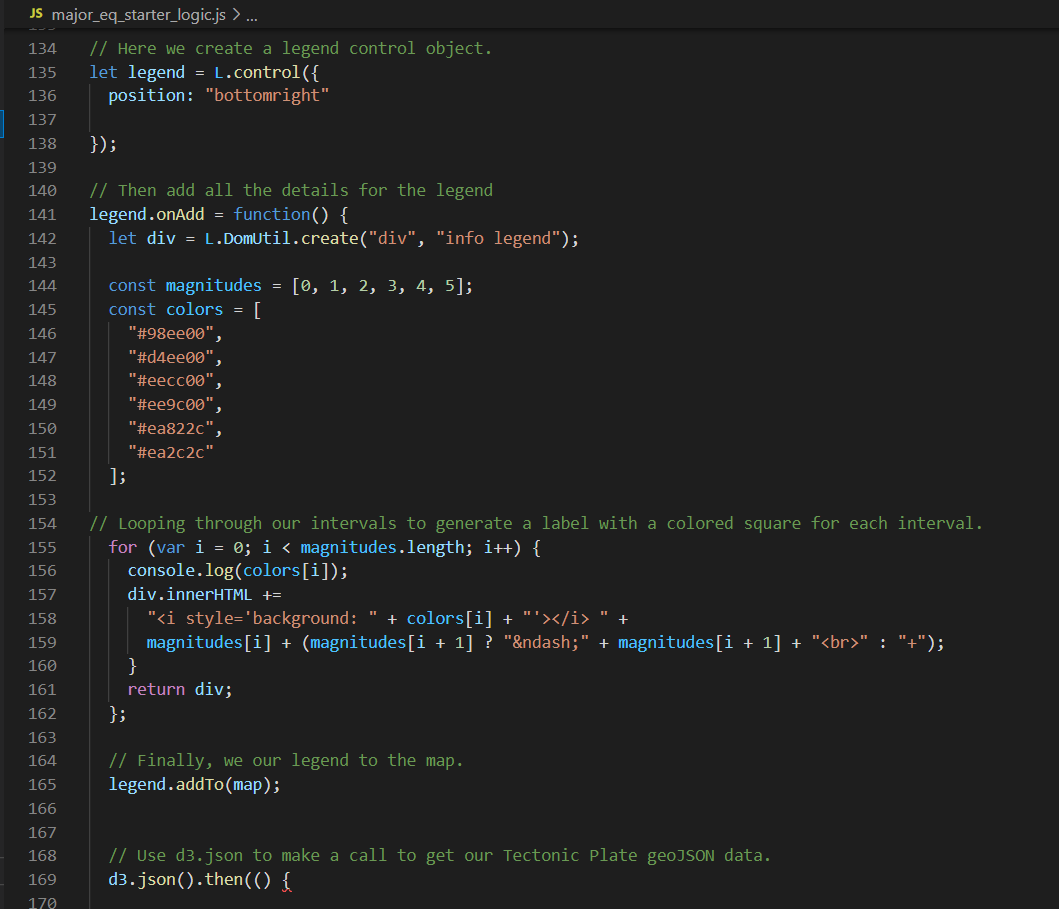 JS major_eq_starter_logic.js > ...
134 // Here we create a legend control object.
135 let legend = L.control({
136   position: "bottomright"
137
138 });
139
140 // Then add all the details for the legend
141 legend.onAdd = function() {
142   let div = L.DomUtil.create("div", "info legend");
143
144   const magnitudes = [0, 1, 2, 3, 4, 5];
145   const colors = [
146     "#98ee00",
147     "#d4ee00",
148     "#eecc00",
149     "#ee9c00",
150     "#ea822c",
151     "#ea2c2c"
152   ];
153
154 // Looping through our intervals to generate a label with a colored square for each interval.
155   for (var i = 0; i < magnitudes.length; i++) {
156     console.log(colors[i]);
157     div.innerHTML +=
158       "<i style='background: " + colors[i] + "'></i> " +
159       magnitudes[i] + (magnitudes[i + 1] ? "&ndash;" + magnitudes[i + 1] + "<br>" : "+");
160     }
161     return div;
162   };
163
164   // Finally, we our legend to the map.
165   legend.addTo(map);
166
167
168   // Use d3.json to make a call to get our Tectonic Plate geoJSON data.
169   d3.json().then(() {
170